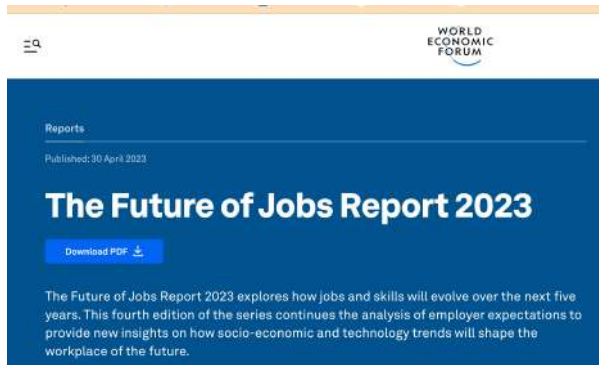 WORLD
ECONOMIC
FORUM
Reports
Published: 30 April 2023
The Future of Jobs Report 2023
Download PDF
The Future of Jobs Report 2023 explores how jobs and skills will evolve over the next five
years. This fourth edition of the series continues the analysis of employer expectations to
provide new insights on how socio-economic and technology trends will shape the
workplace of the future.